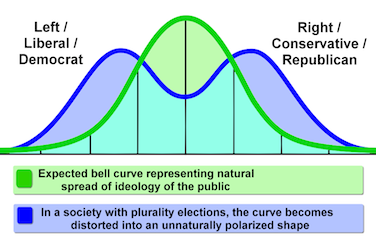 Left /
Liberal /
Democrat
Right /
Conservative /
Republican
Expected bell curve representing natural
spread of ideology of the public
In a society with plurality elections, the curve becomes
distorted into an unnaturally polarized shape